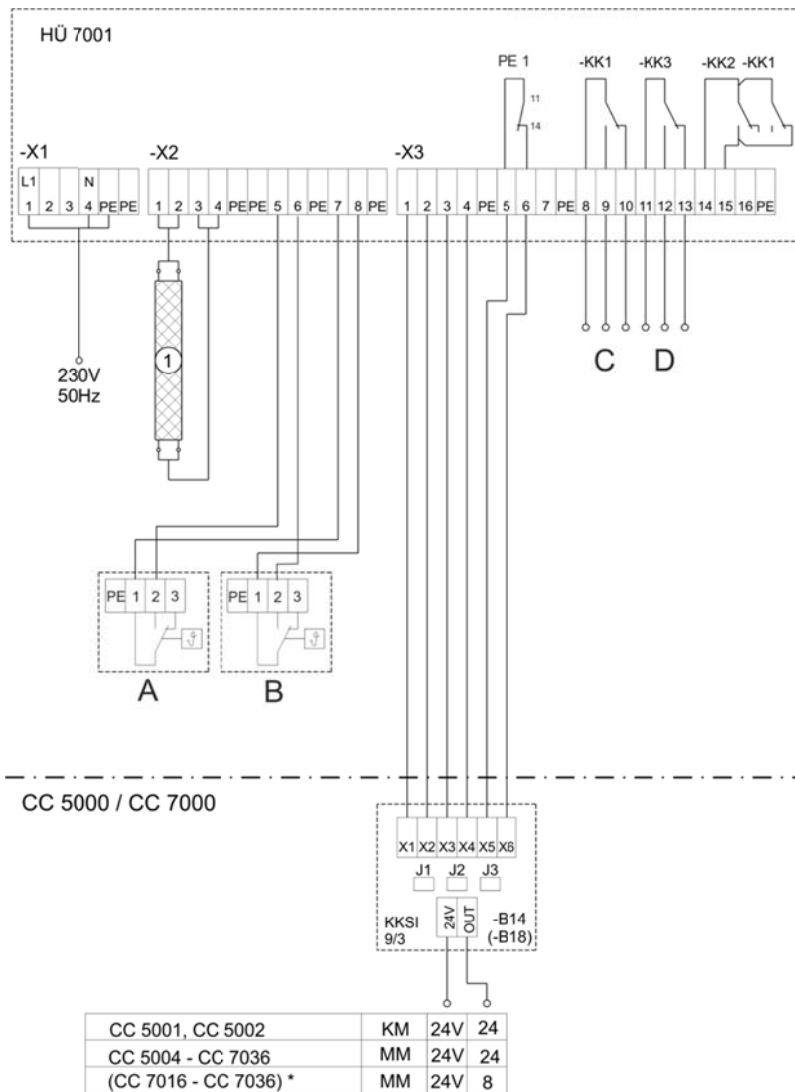 HÜ 7001
PE 1 -KK1 -KK3 -KK2 -KK1
11
14
-X1 -X2 -X3
L1 N
1 2 3 4 PE PE 1 2 3 4 PE PE 5 6 PE 7 8 PE 1 2 3 4 PE 5 6 7 PE 8 9 10 11 12 13 14 15 16 PE
1
230V
50Hz
C D
PE 1 2 3 PE 1 2 3
A B
CC 5000 / CC 7000
X1 X2 X3 X4 X5 X6
J1 J2 J3
KKSI
9/3
24V OUT
-B14
(-B18)
CC 5001, CC 5002 KM 24V 24
CC 5004 - CC 7036 MM 24V 24
(CC 7016 - CC 7036) * MM 24V 8